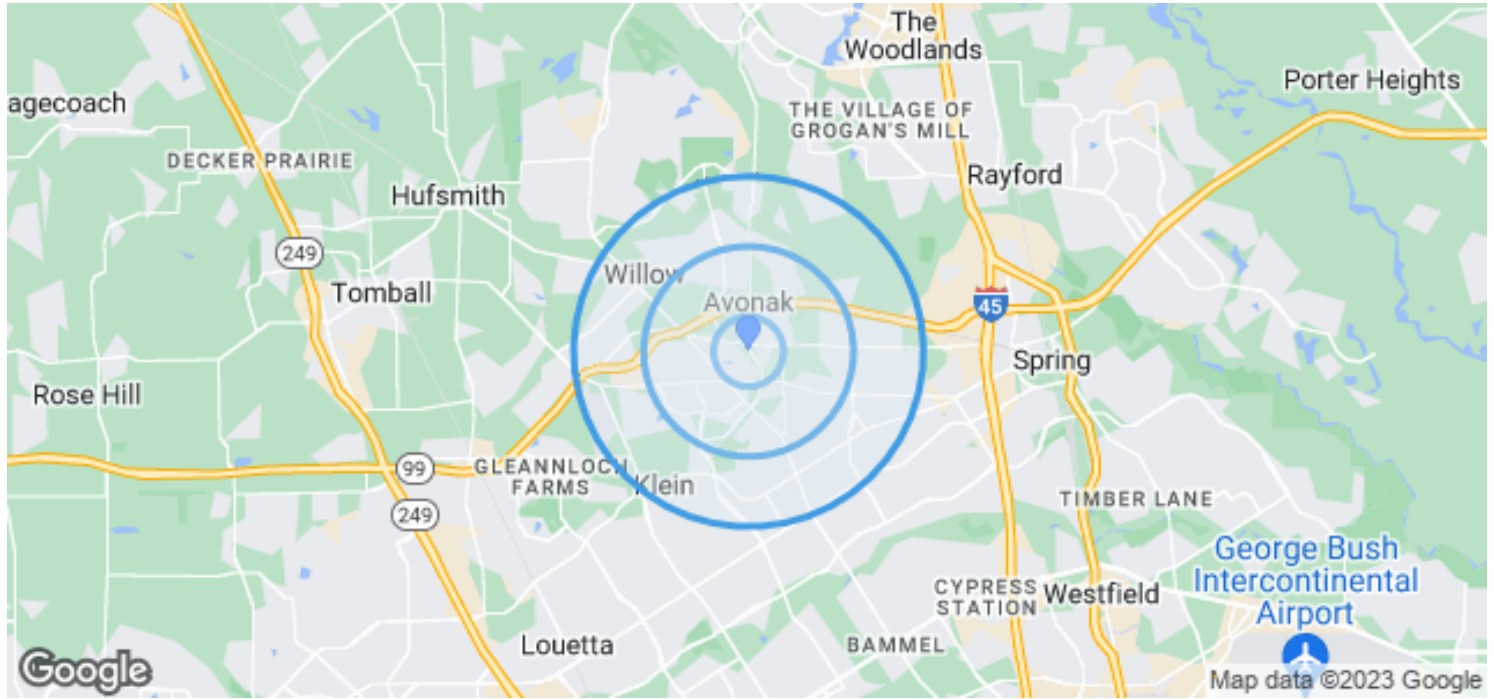 The
Woodlands
Porter Heights
agecoach
THE VILLAGE OF
GROGAN'S MILL
DECKER PRAIRIE
Rayford
Hufsmith
249
Willow
Tomball
Avonak
45
Spring
Rose Hill
99
GLEANNLOCH
FARMS
Klein
249
TIMBER LANE
George Bush
Intercontinental
Airport
CYPRESS
STATION
Westfield
Louetta
BAMMEL
Google
Map data ©2023 Google